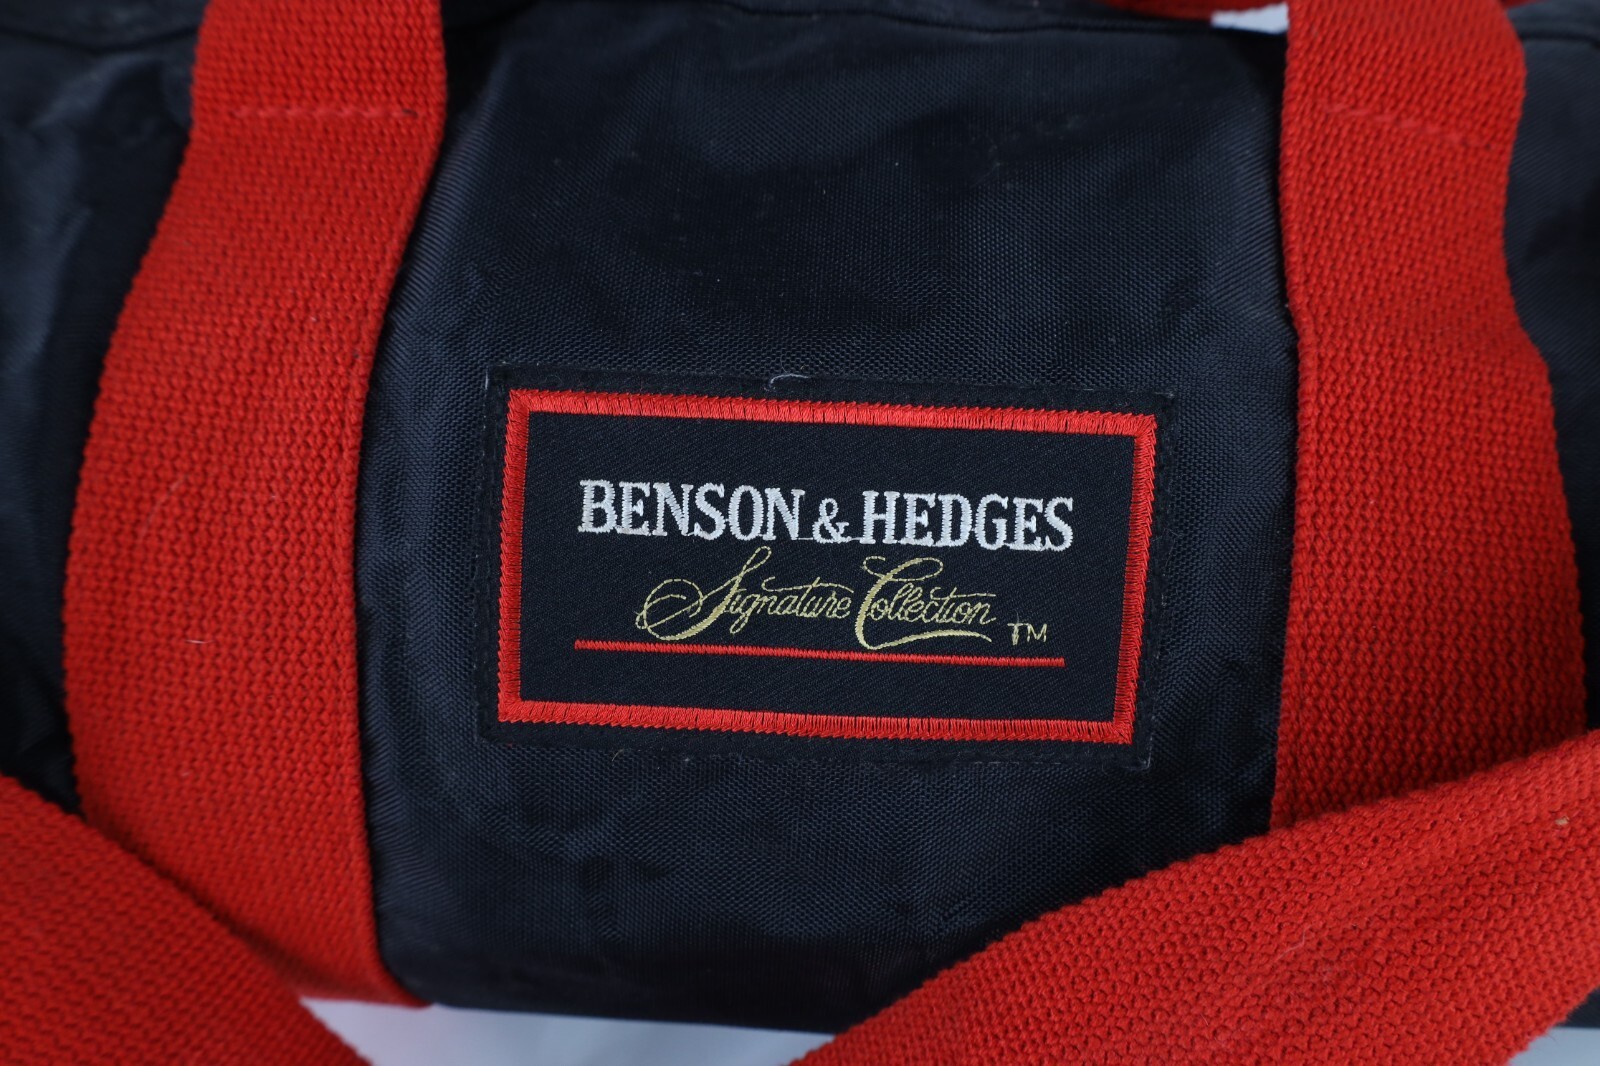 BENSON & HEDGES
Signature Collection TM